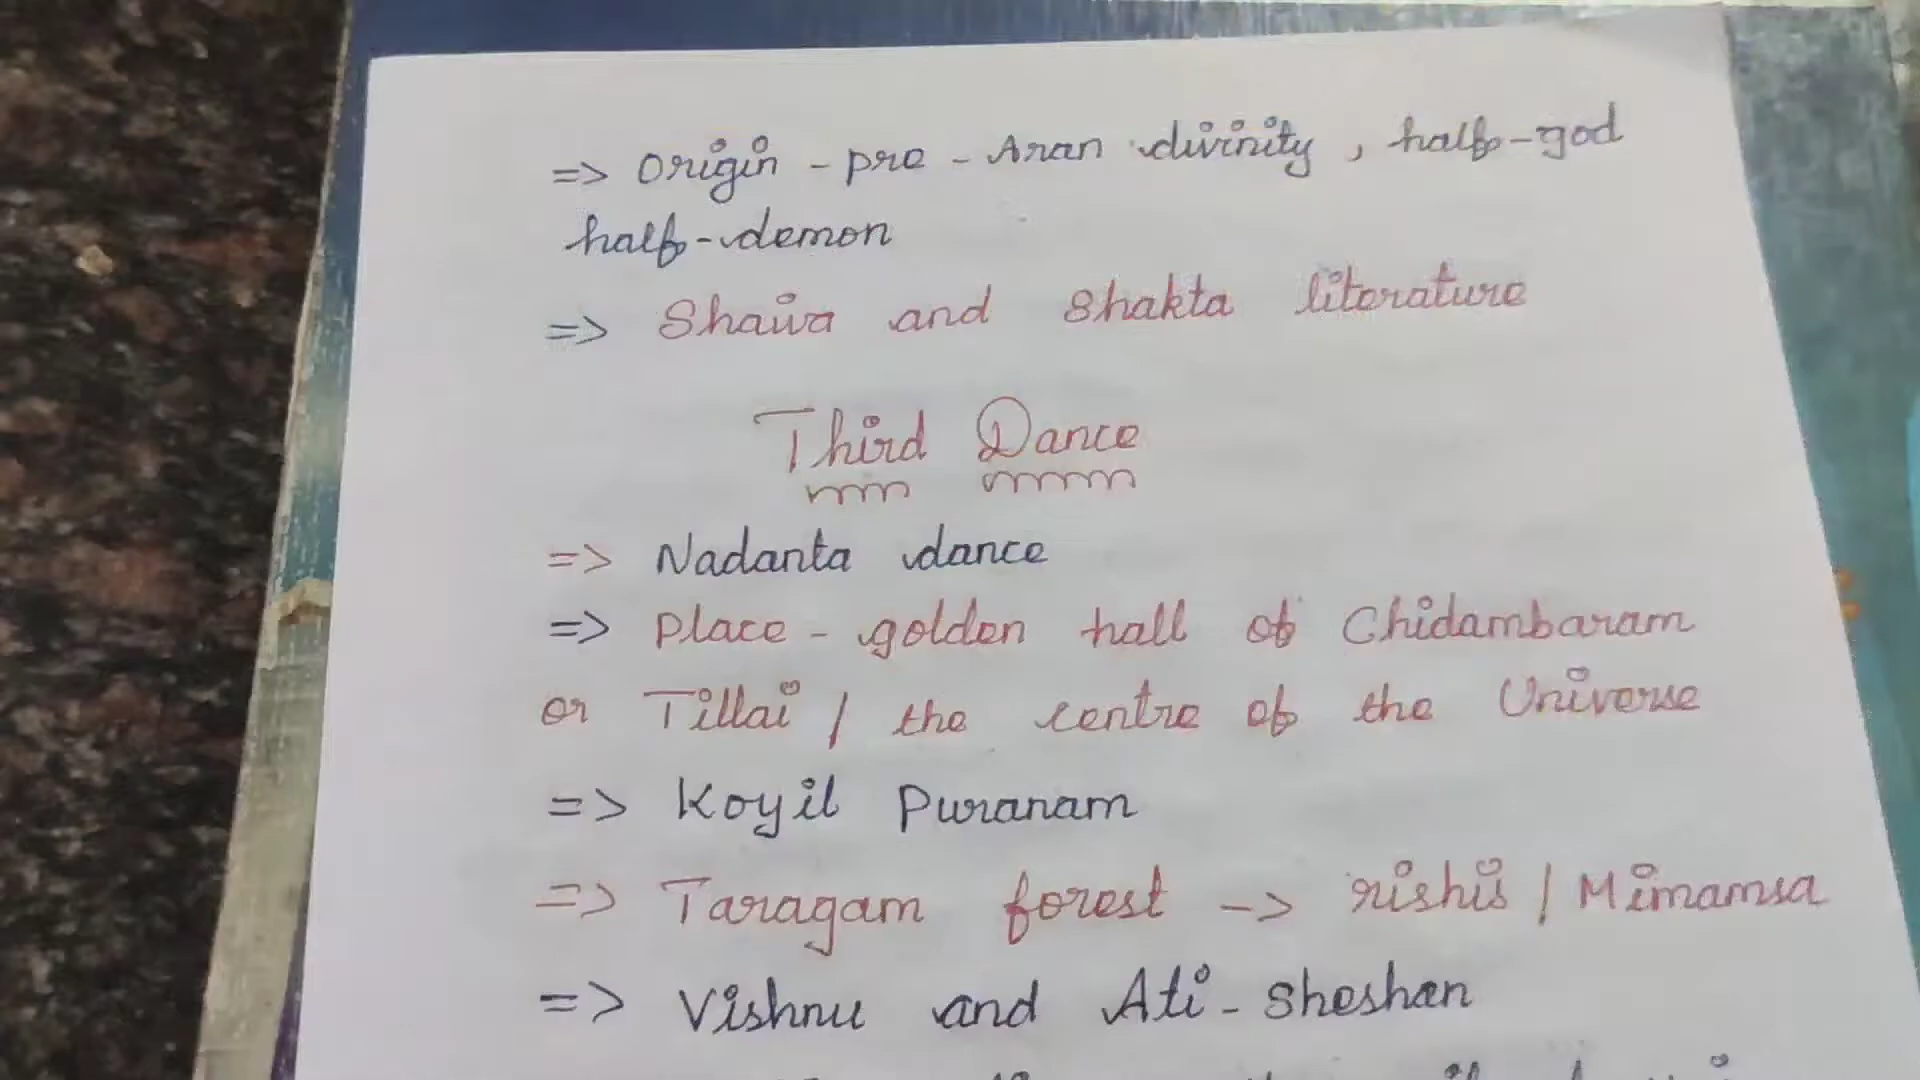 => Origin - pre - Aran divinity, half-god
half-demon
=> Shaiva and Shakta literature
Third Dance
=> Nadanta dance
=> Place - golden hall of Chidambaram
or Tillai / the centre of the Universe
=> Koyil Puranam
=> Taragam forest -> rishis / Mimamsa
=> Vishnu and Ati - Sheshan